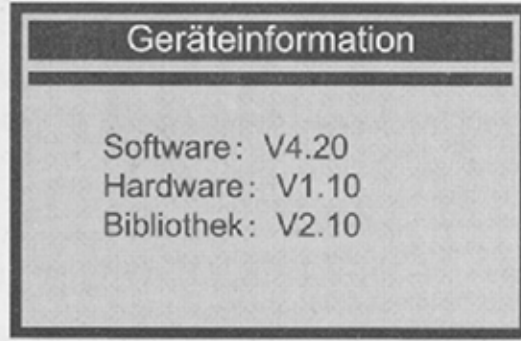 Geräteinformation
Software: V4.20
Hardware: V1.10
Bibliothek: V2.10